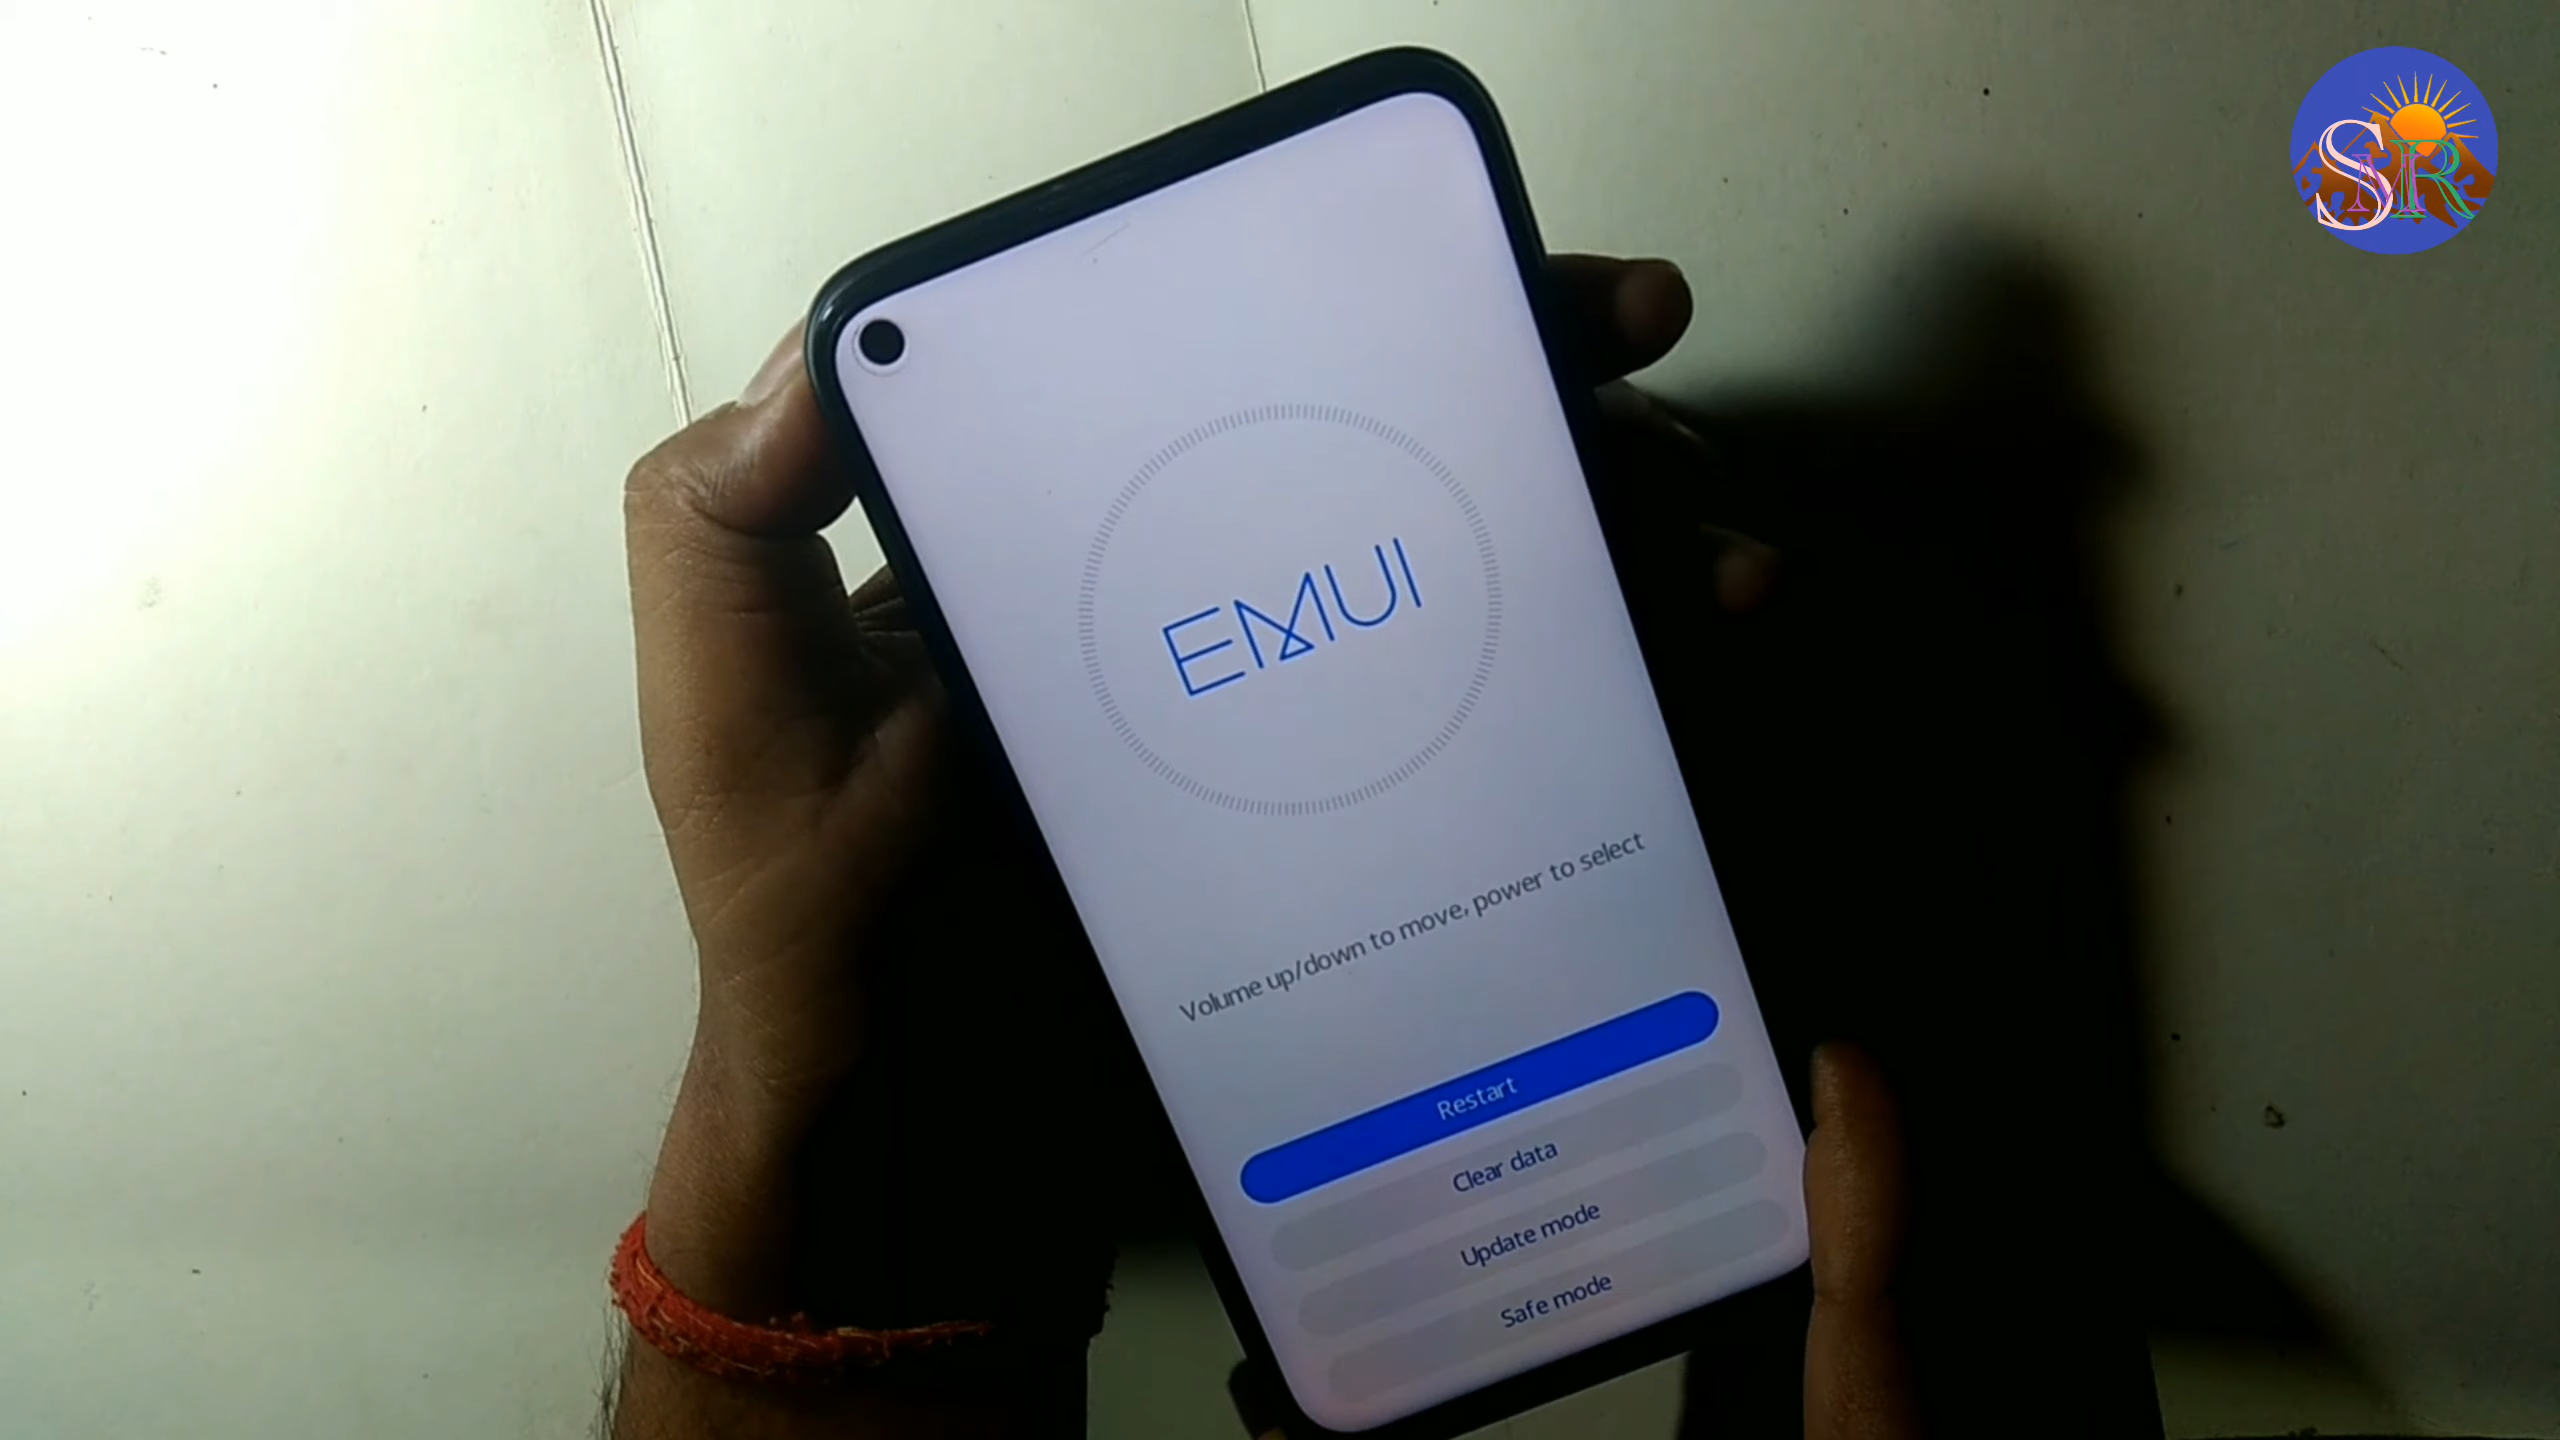 SMR
EMUI
Volume up/down to move, power to select
Restart
Clear data
Update mode
Safe mode